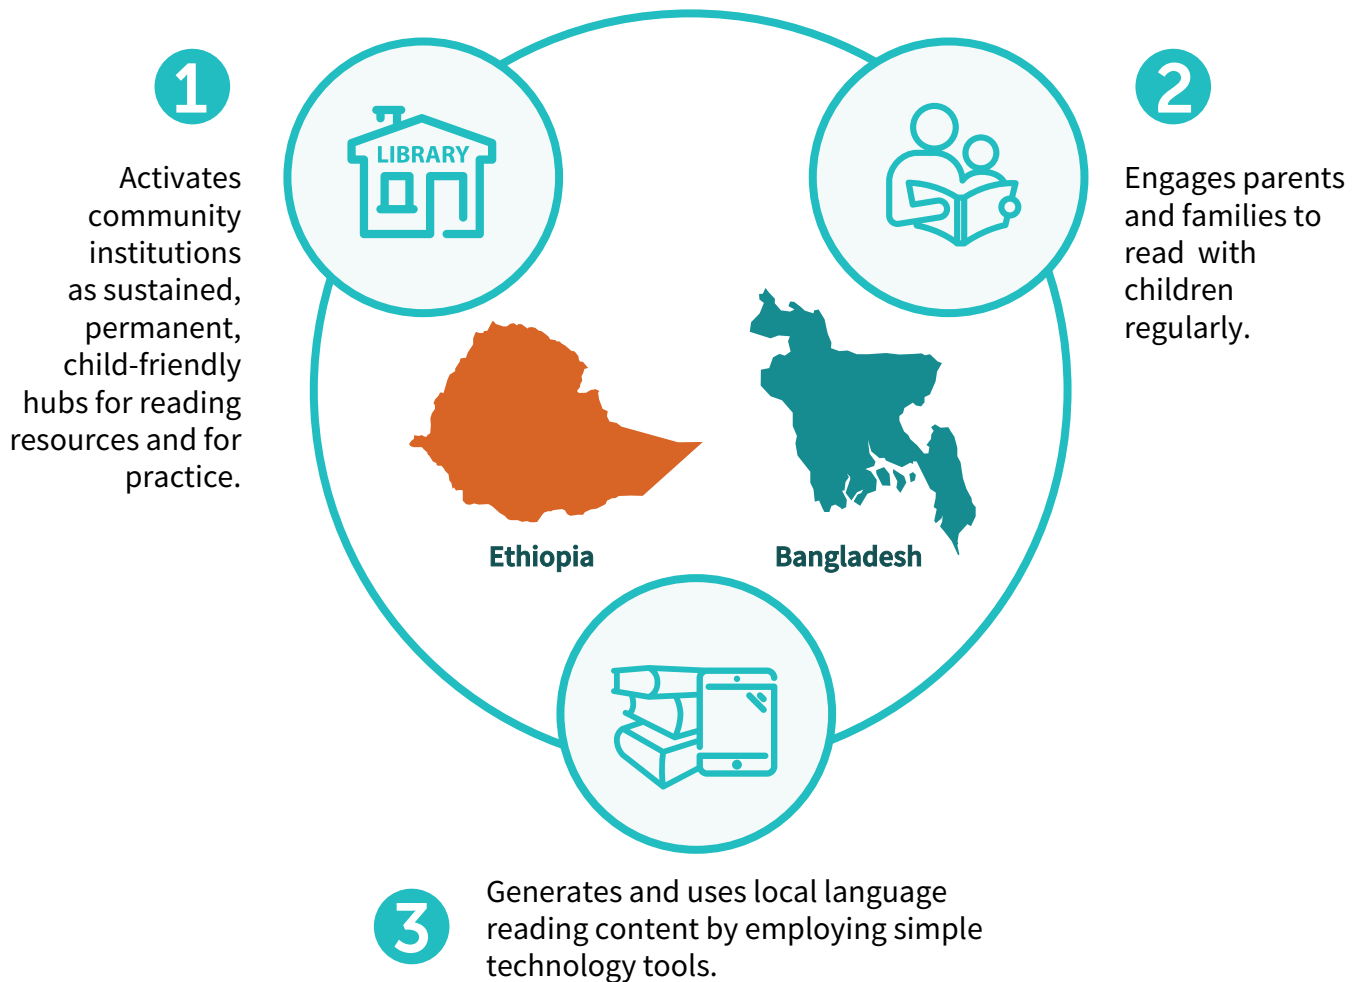 1
LIBRARY
Activates
community
institutions
as sustained,
permanent,
child-friendly
hubs for reading
resources and for
practice.
2
Engages parents
and families to
read  with
children
regularly.
Ethiopia
Bangladesh
3
Generates and uses local language
reading content by employing simple
technology tools.